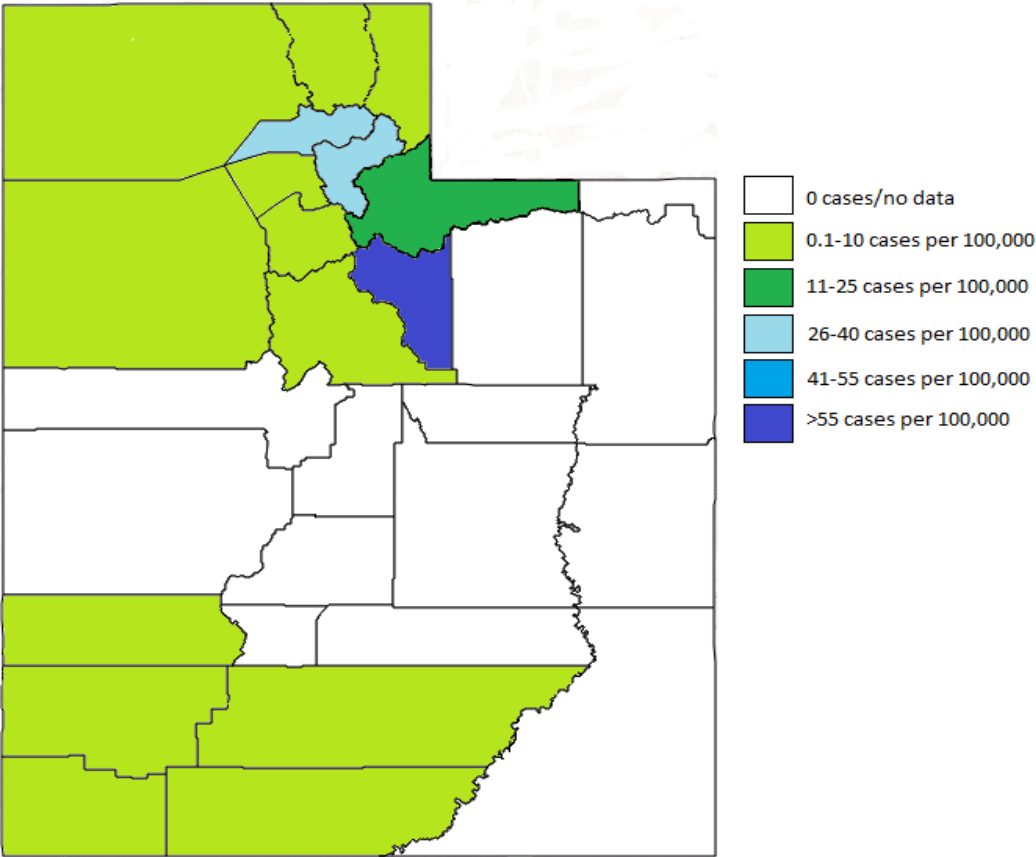 0 cases/no data
0.1-10 cases per 100,000
11-25 cases per 100,000
26-40 cases per 100,000
41-55 cases per 100,000
>55 cases per 100,000